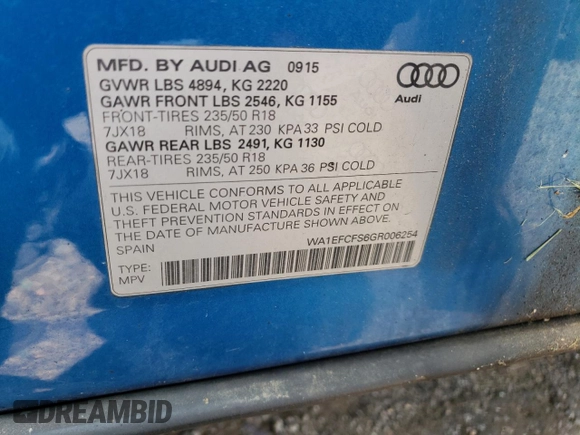 MFD. BY AUDI AG 0915
GVWR LBS 4894, KG 2220
GAWR FRONT LBS 2546, KG 1155
FRONT-TIRES 235/50 R18
7JX18 RIMS, AT 230 KPA 33 PSI COLD
GAWR REAR LBS 2491, KG 1130
REAR-TIRES 235/50 R18
7JX18 RIMS, AT 250 KPA 36 PSI COLD
Audi
THIS VEHICLE CONFORMS TO ALL APPLICABLE
U.S. FEDERAL MOTOR VEHICLE SAFETY AND
THEFT PREVENTION STANDARDS IN EFFECT ON
THE DATE OF MANUFACTURE SHOWN ABOVE.
SPAIN
WA1EFCFS6GR006254
TYPE:
MPV
DREAMBID